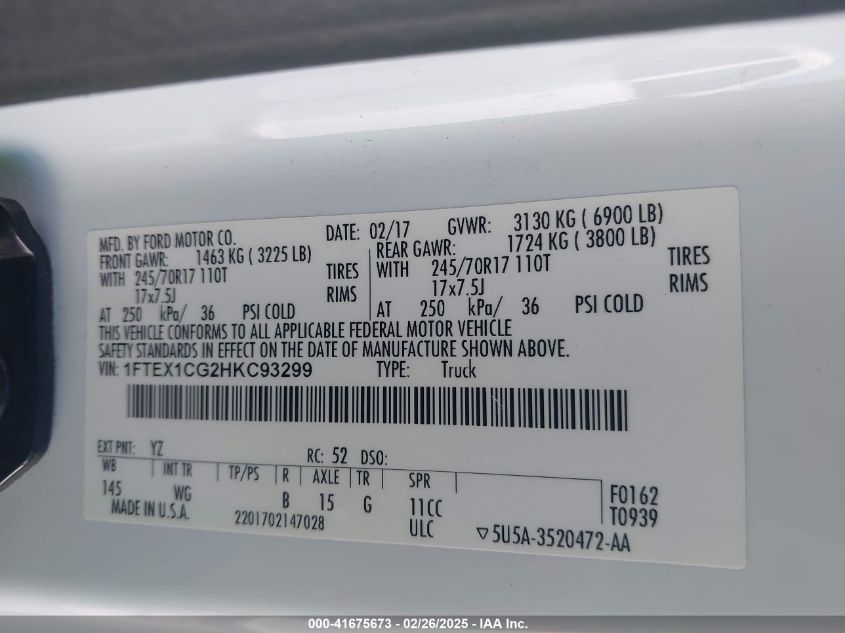 MFD. BY FORD MOTOR CO. DATE: 02/17 GVWR: 3130 KG ( 6900 LB)
FRONT GAWR: 1463 KG ( 3225 LB) REAR GAWR: 1724 KG ( 3800 LB)
WITH 245/70R17 110T TIRES WITH 245/70R17 110T TIRES
17x7.5J RIMS 17x7.5J RIMS
AT 250 kPa/ 36 PSI COLD AT 250 kPa/ 36 PSI COLD
THIS VEHICLE CONFORMS TO ALL APPLICABLE FEDERAL MOTOR VEHICLE
SAFETY STANDARDS IN EFFECT ON THE DATE OF MANUFACTURE SHOWN ABOVE.
VIN: 1FTEX1CG2HKC93299 TYPE: Truck
EXT PNT: YZ RC: 52 DSO:
WB INT TR TP/PS R AXLE TR SPR
145 WG B 15 G 11CC F0162
MADE IN U.S.A. 2201702147028 ULC T0939
▽5U5A-3520472-AA
000-41675673 - 02/26/2025 - IAA Inc.